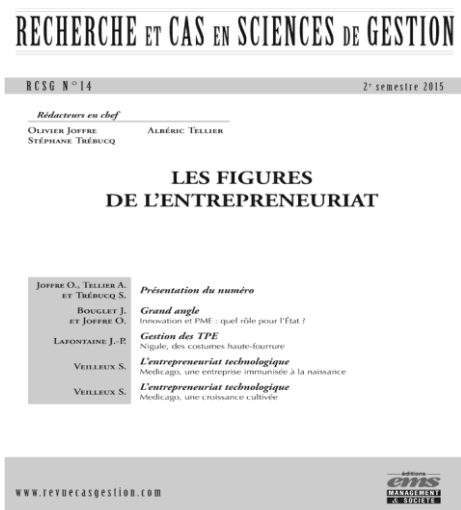 RECHERCHE ET CAS EN SCIENCES DE GESTION
RCSG N°14
2e semestre 2015
Rédacteurs en chef
OLIVIER JOFFRE
ALBÉRIC TELLIER
STÉPHANE TRÉBUCQ
LES FIGURES
DE L'ENTREPRENEURIAT
JOFFRE O., TELLIER A.
ET TRÉBUCQ S.
Présentation du numéro
BOUGLET J.
ET JOFFRE O.
Grand angle
Innovation et PME : quel rôle pour l'État ?
LAFONTAINE J.-P.
Gestion des TPE
Nigule, des costumes haute-fourrure
VEILLEUX S.
L'entrepreneuriat technologique
Medicago, une entreprise immunisée à la naissance
VEILLEUX S.
L'entrepreneuriat technologique
Medicago, une croissance cultivée
www.revuecasgestion.com
éditions
ems
MANAGEMENT
& SOCIÉTÉ